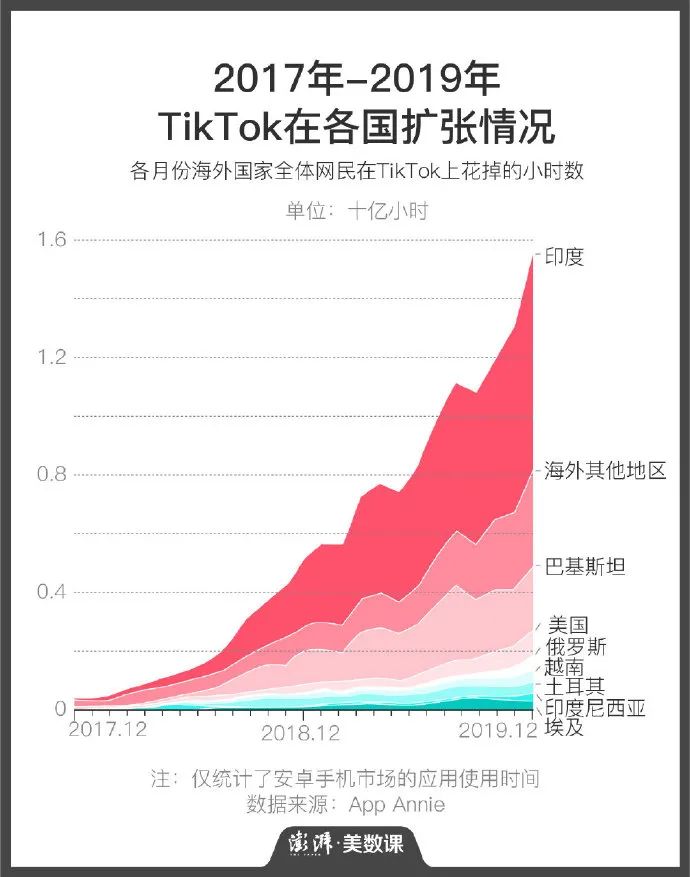 2017年-2019年
TikTok在各国扩张情况
各月份海外国家全体网民在TikTok上花掉的小时数
单位：十亿小时
1.6
印度
1.2
0.8
海外其他地区
巴基斯坦
0.4
美国
俄罗斯
越南
土耳其
0
印度尼西亚
埃及
2017.12
2018.12
2019.12
注：仅统计了安卓手机市场的应用使用时间
数据来源：App Annie
澎湃·美数课